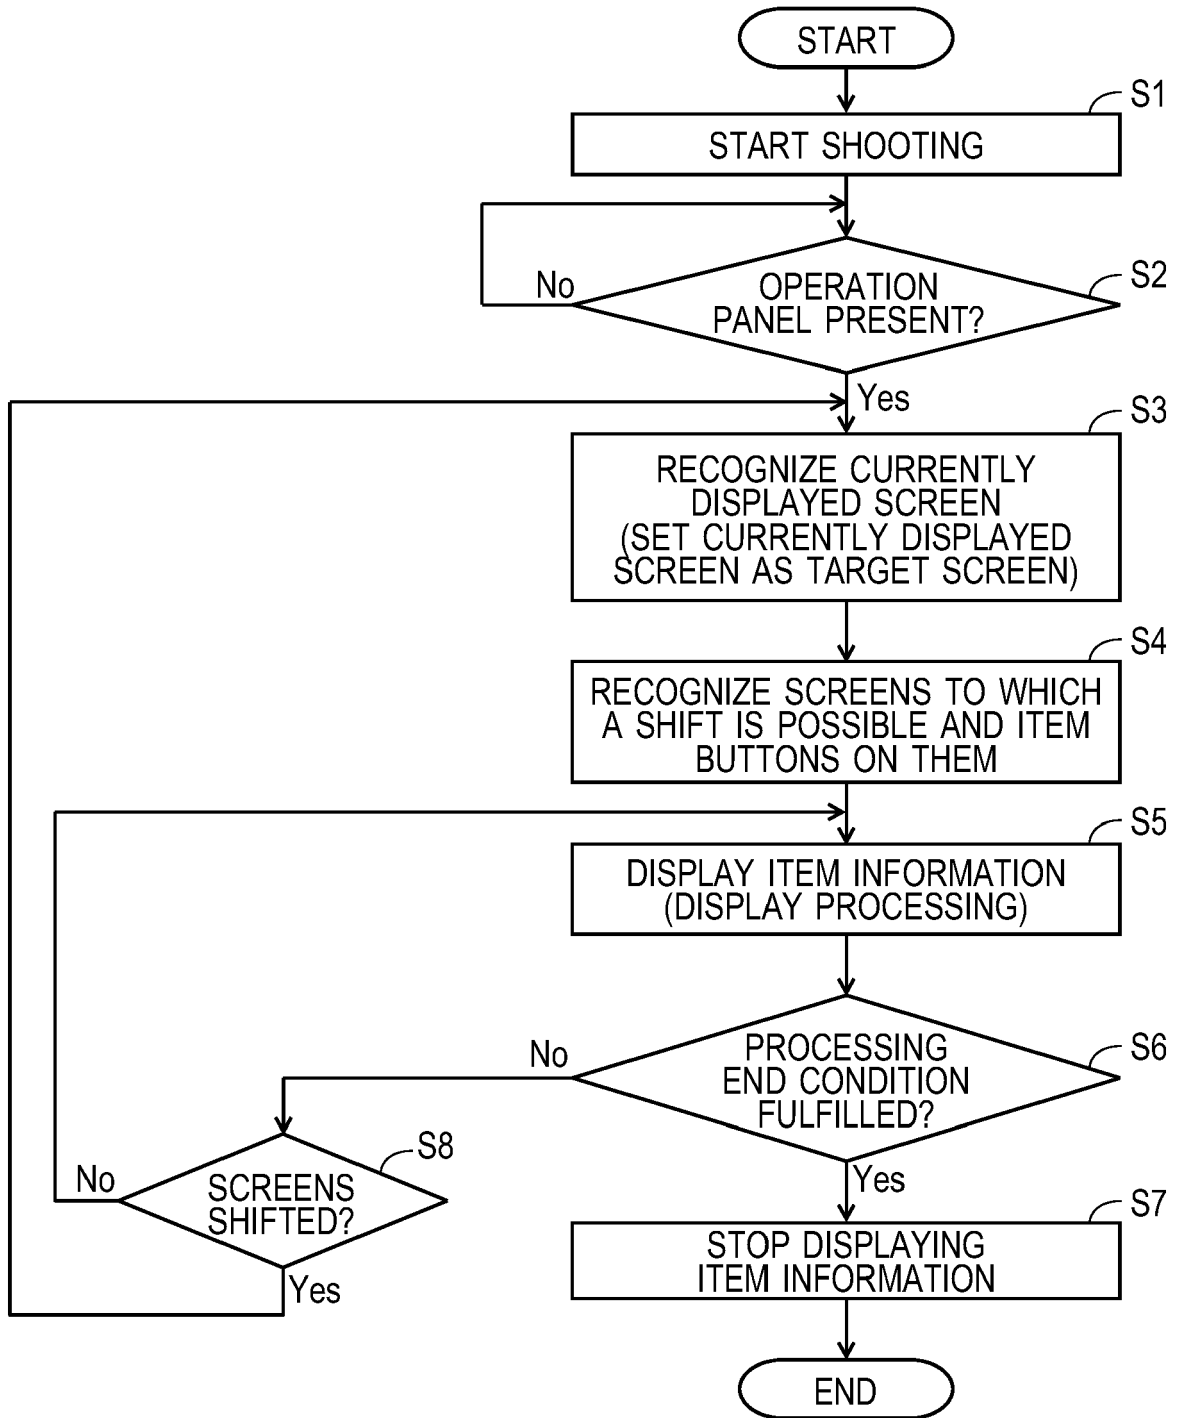 START
S1
START SHOOTING
S2
OPERATION
PANEL PRESENT?
No
Yes
S3
RECOGNIZE CURRENTLY
DISPLAYED SCREEN
(SET CURRENTLY DISPLAYED
SCREEN AS TARGET SCREEN)
S4
RECOGNIZE SCREENS TO WHICH
A SHIFT IS POSSIBLE AND ITEM
BUTTONS ON THEM
S5
DISPLAY ITEM INFORMATION
(DISPLAY PROCESSING)
S6
PROCESSING
END CONDITION
FULFILLED?
No
Yes
S8
SCREENS
SHIFTED?
No
Yes
S7
STOP DISPLAYING
ITEM INFORMATION
END